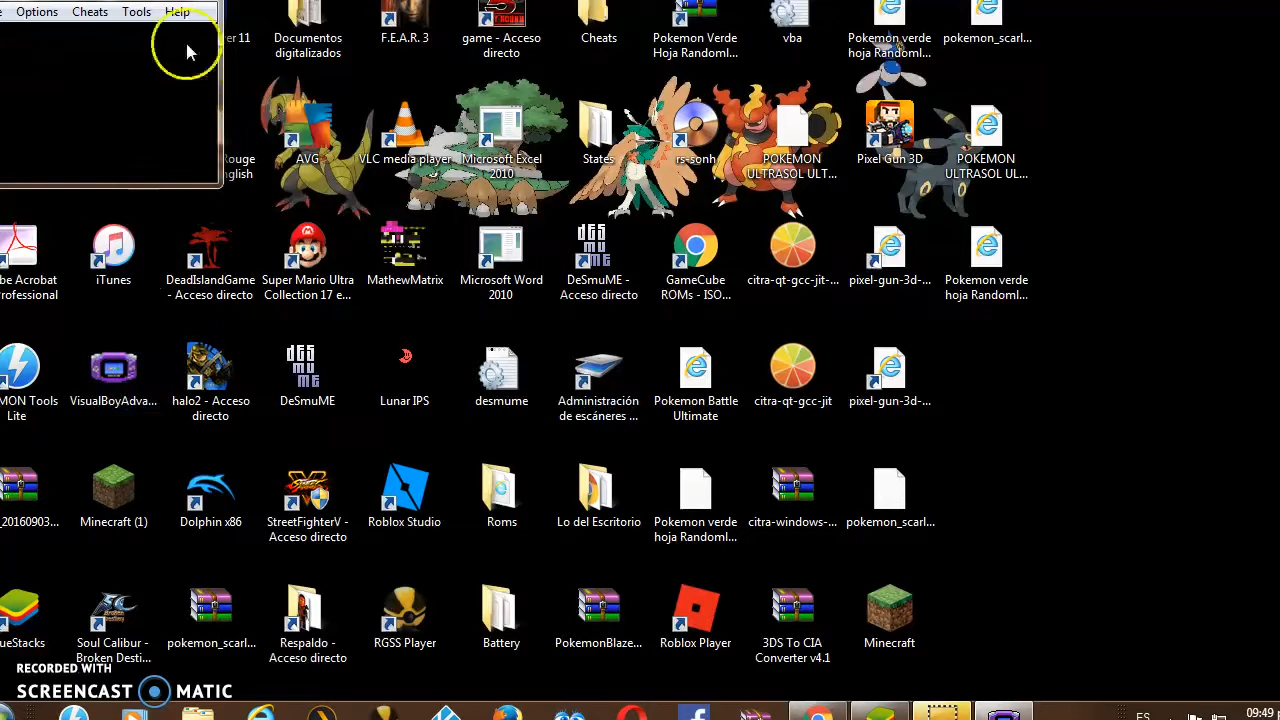 Options Cheats Tools Help
er 11
Documentos
digitalizados
F.E.A.R. 3
game - Acceso
directo
Cheats
Pokemon Verde
Hoja Randoml...
vba
Pokemon verde
hoja Randoml...
pokemon_scarl...
Rouge
nglish
AVG
VLC media player
Microsoft Excel
2010
States
rs-sonh
POKEMON
ULTRASOL ULT...
Pixel Gun 3D
POKEMON
ULTRASOL UL...
be Acrobat
rofessional
iTunes
DeadIslandGame
- Acceso directo
Super Mario Ultra
Collection 17 e...
MathewMatrix
Microsoft Word
2010
DeSmuME -
Acceso directo
GameCube
ROMs - ISO...
citra-qt-gcc-jit-...
pixel-gun-3d-...
Pokemon verde
hoja Randoml...
MON Tools
Lite
VisualBoyAdva...
halo2 - Acceso
directo
DeSmuME
Lunar IPS
desmume
Administración
de escáneres ...
Pokemon Battle
Ultimate
citra-qt-gcc-jit
pixel-gun-3d-...
_20160903...
Minecraft (1)
Dolphin x86
StreetFighterV -
Acceso directo
Roblox Studio
Roms
Lo del Escritorio
Pokemon verde
hoja Randoml...
citra-windows-...
pokemon_scarl...
ueStacks
Soul Calibur -
Broken Desti...
pokemon_scarl...
Respaldo -
Acceso directo
RGSS Player
Battery
PokemonBlaze...
Roblox Player
3DS To CIA
Converter v4.1
Minecraft
RECORDED WITH
SCREENCAST MATIC
ES
09:49